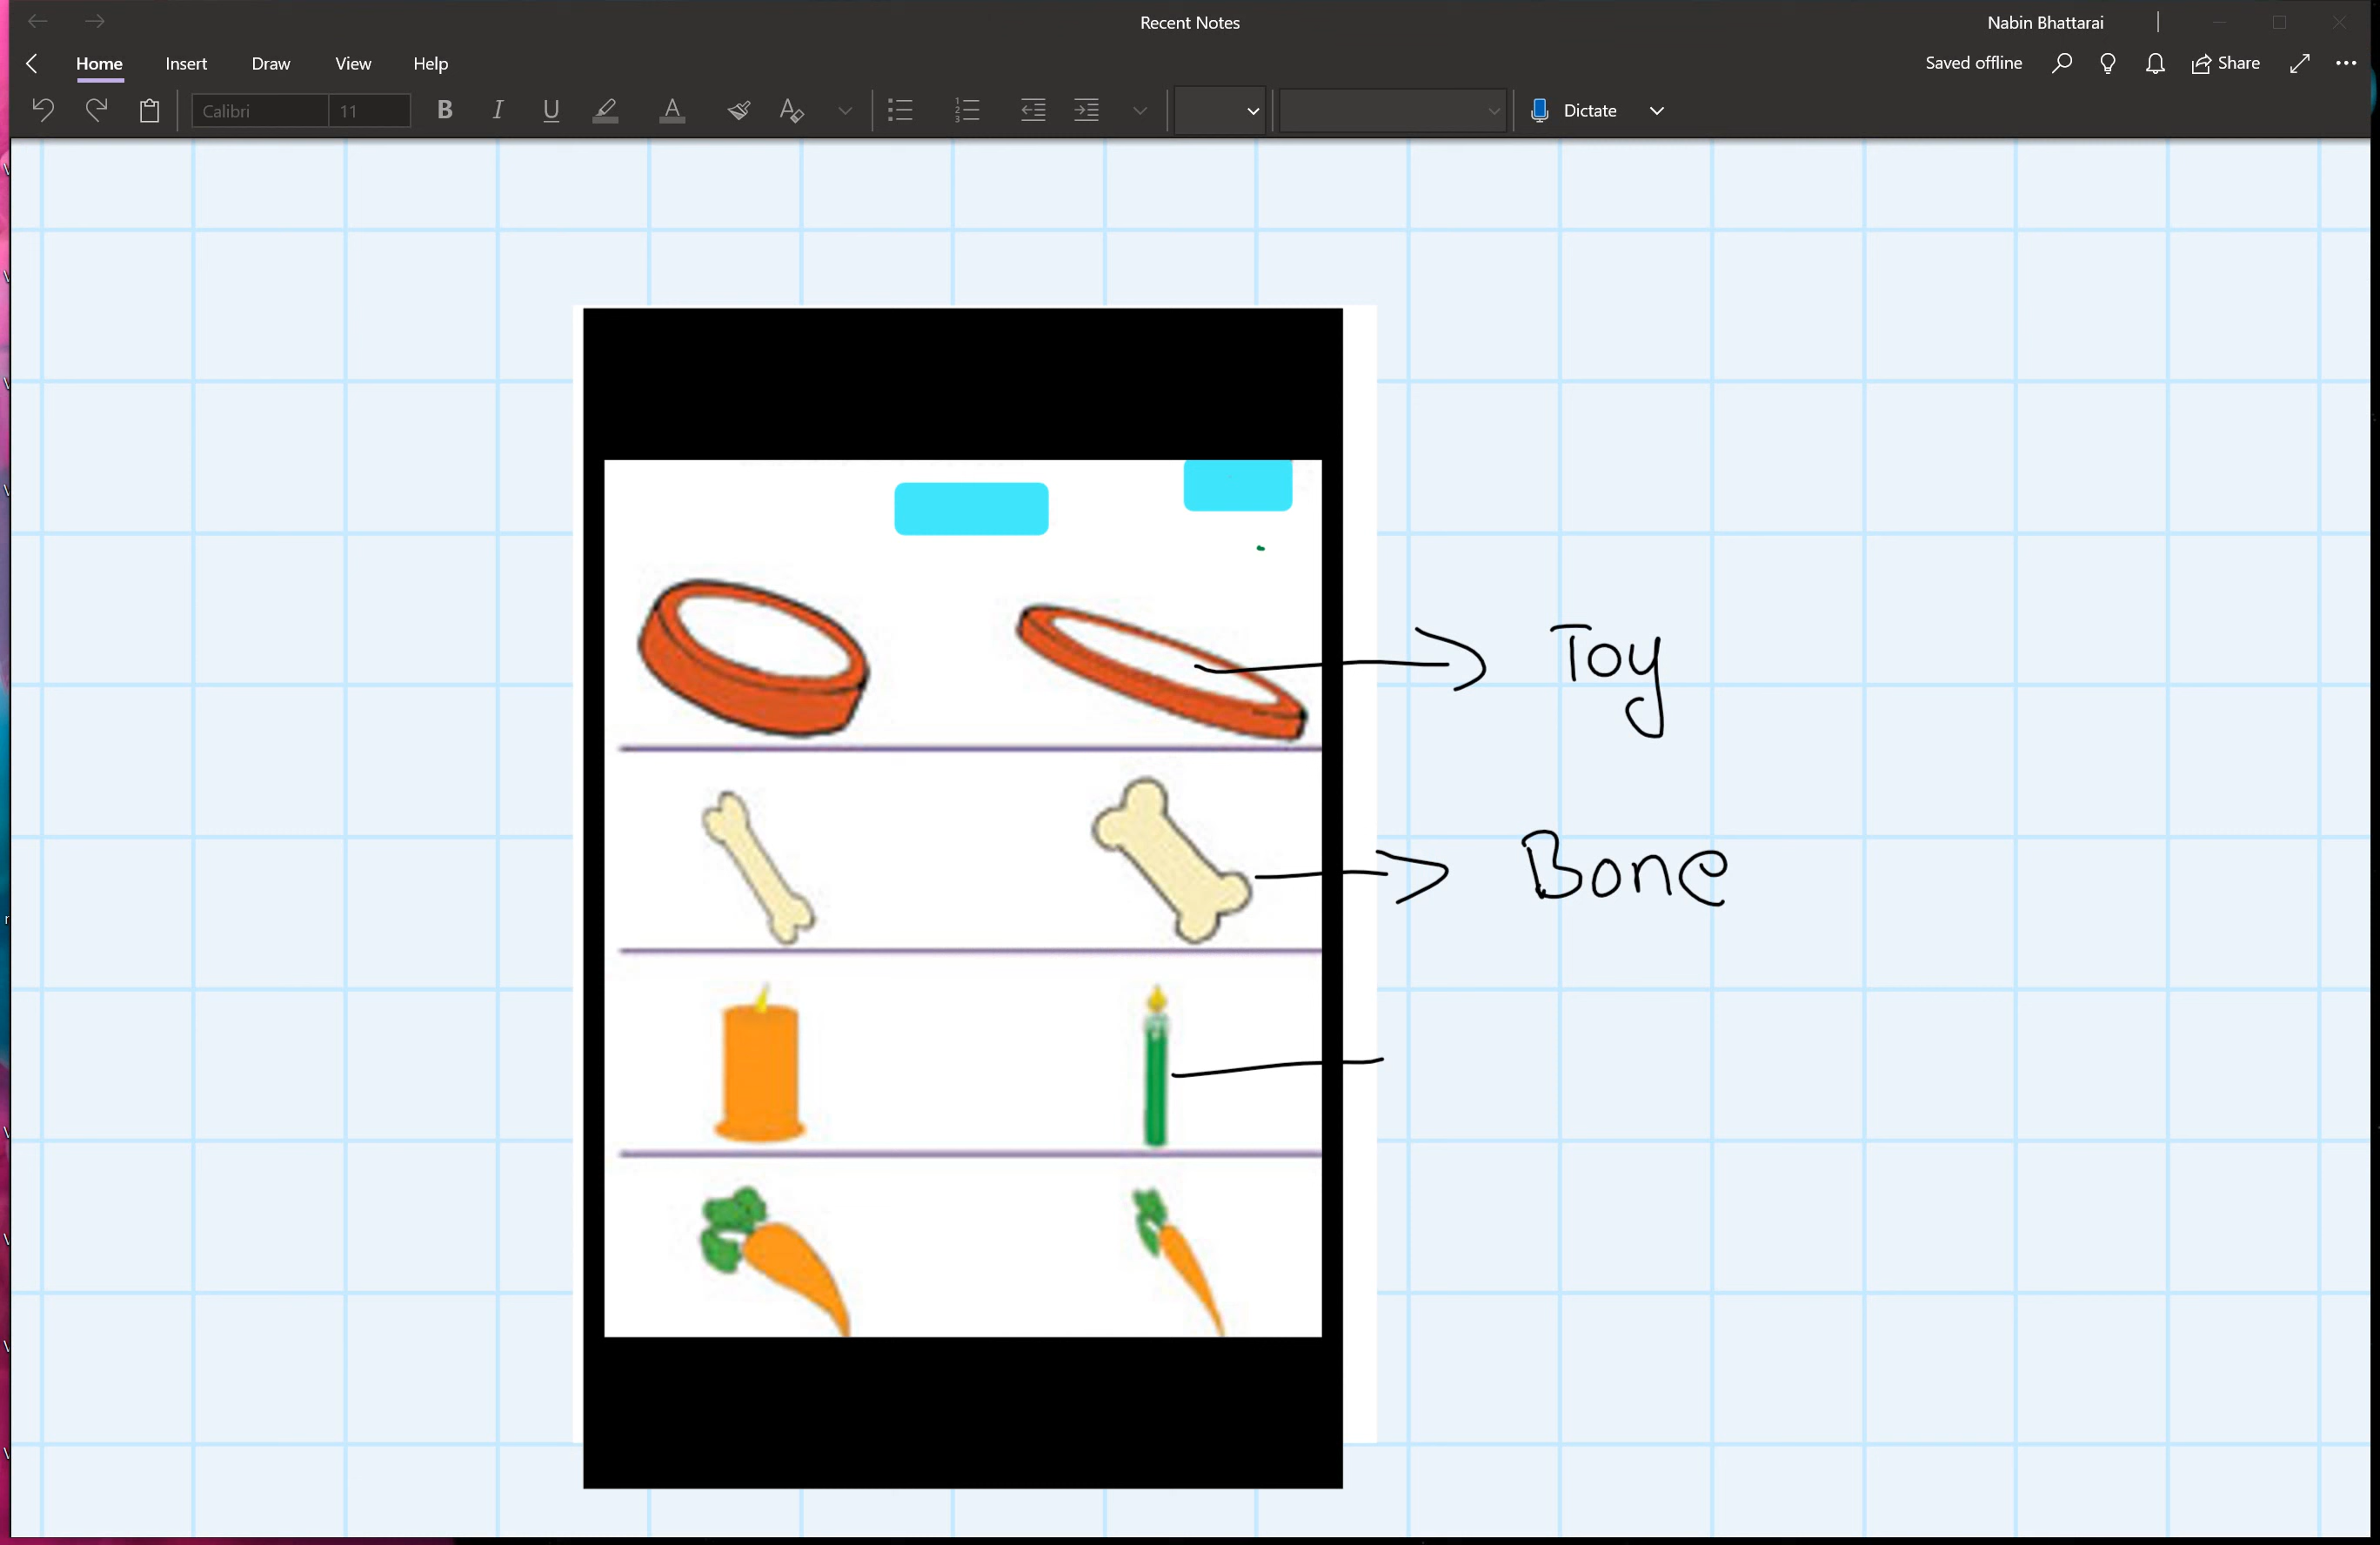 Recent Notes
Nabin Bhattarai
Home Insert Draw View Help
Saved offline
Share
Calibri 11 B I U A A
Dictate
Toy
Bone